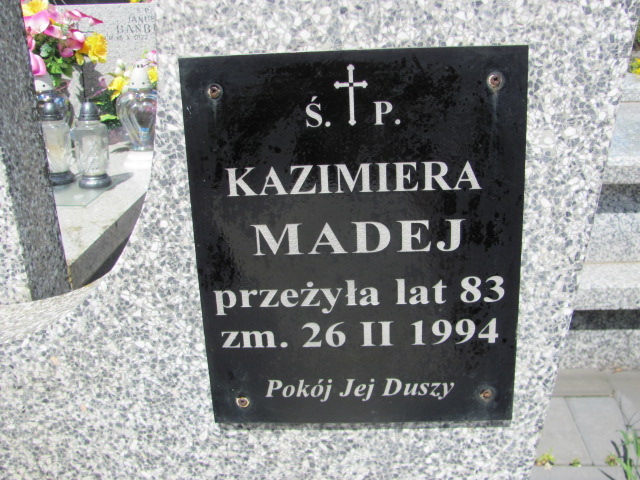 Ś. P.
KAZIMIERA
MADEJ
przeżyła lat 83
zm. 26 II 1994
Pokój Jej Duszy